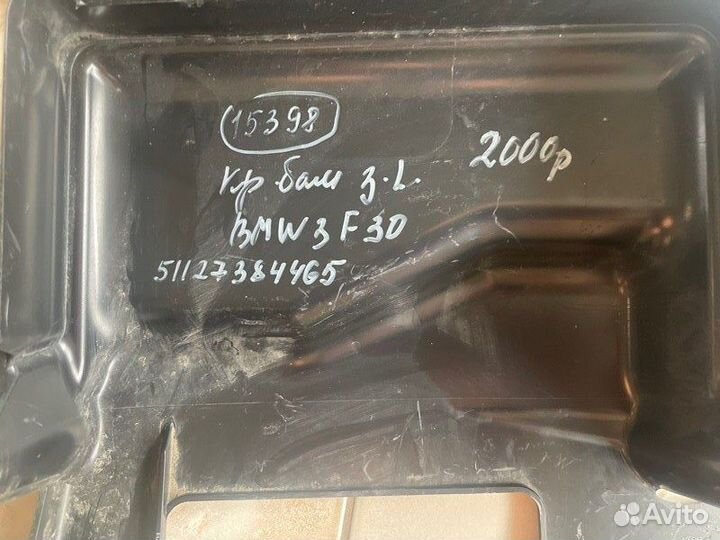 15398
2000р
кр бам з.L.
BMW 3 F30
51127384465
Avito